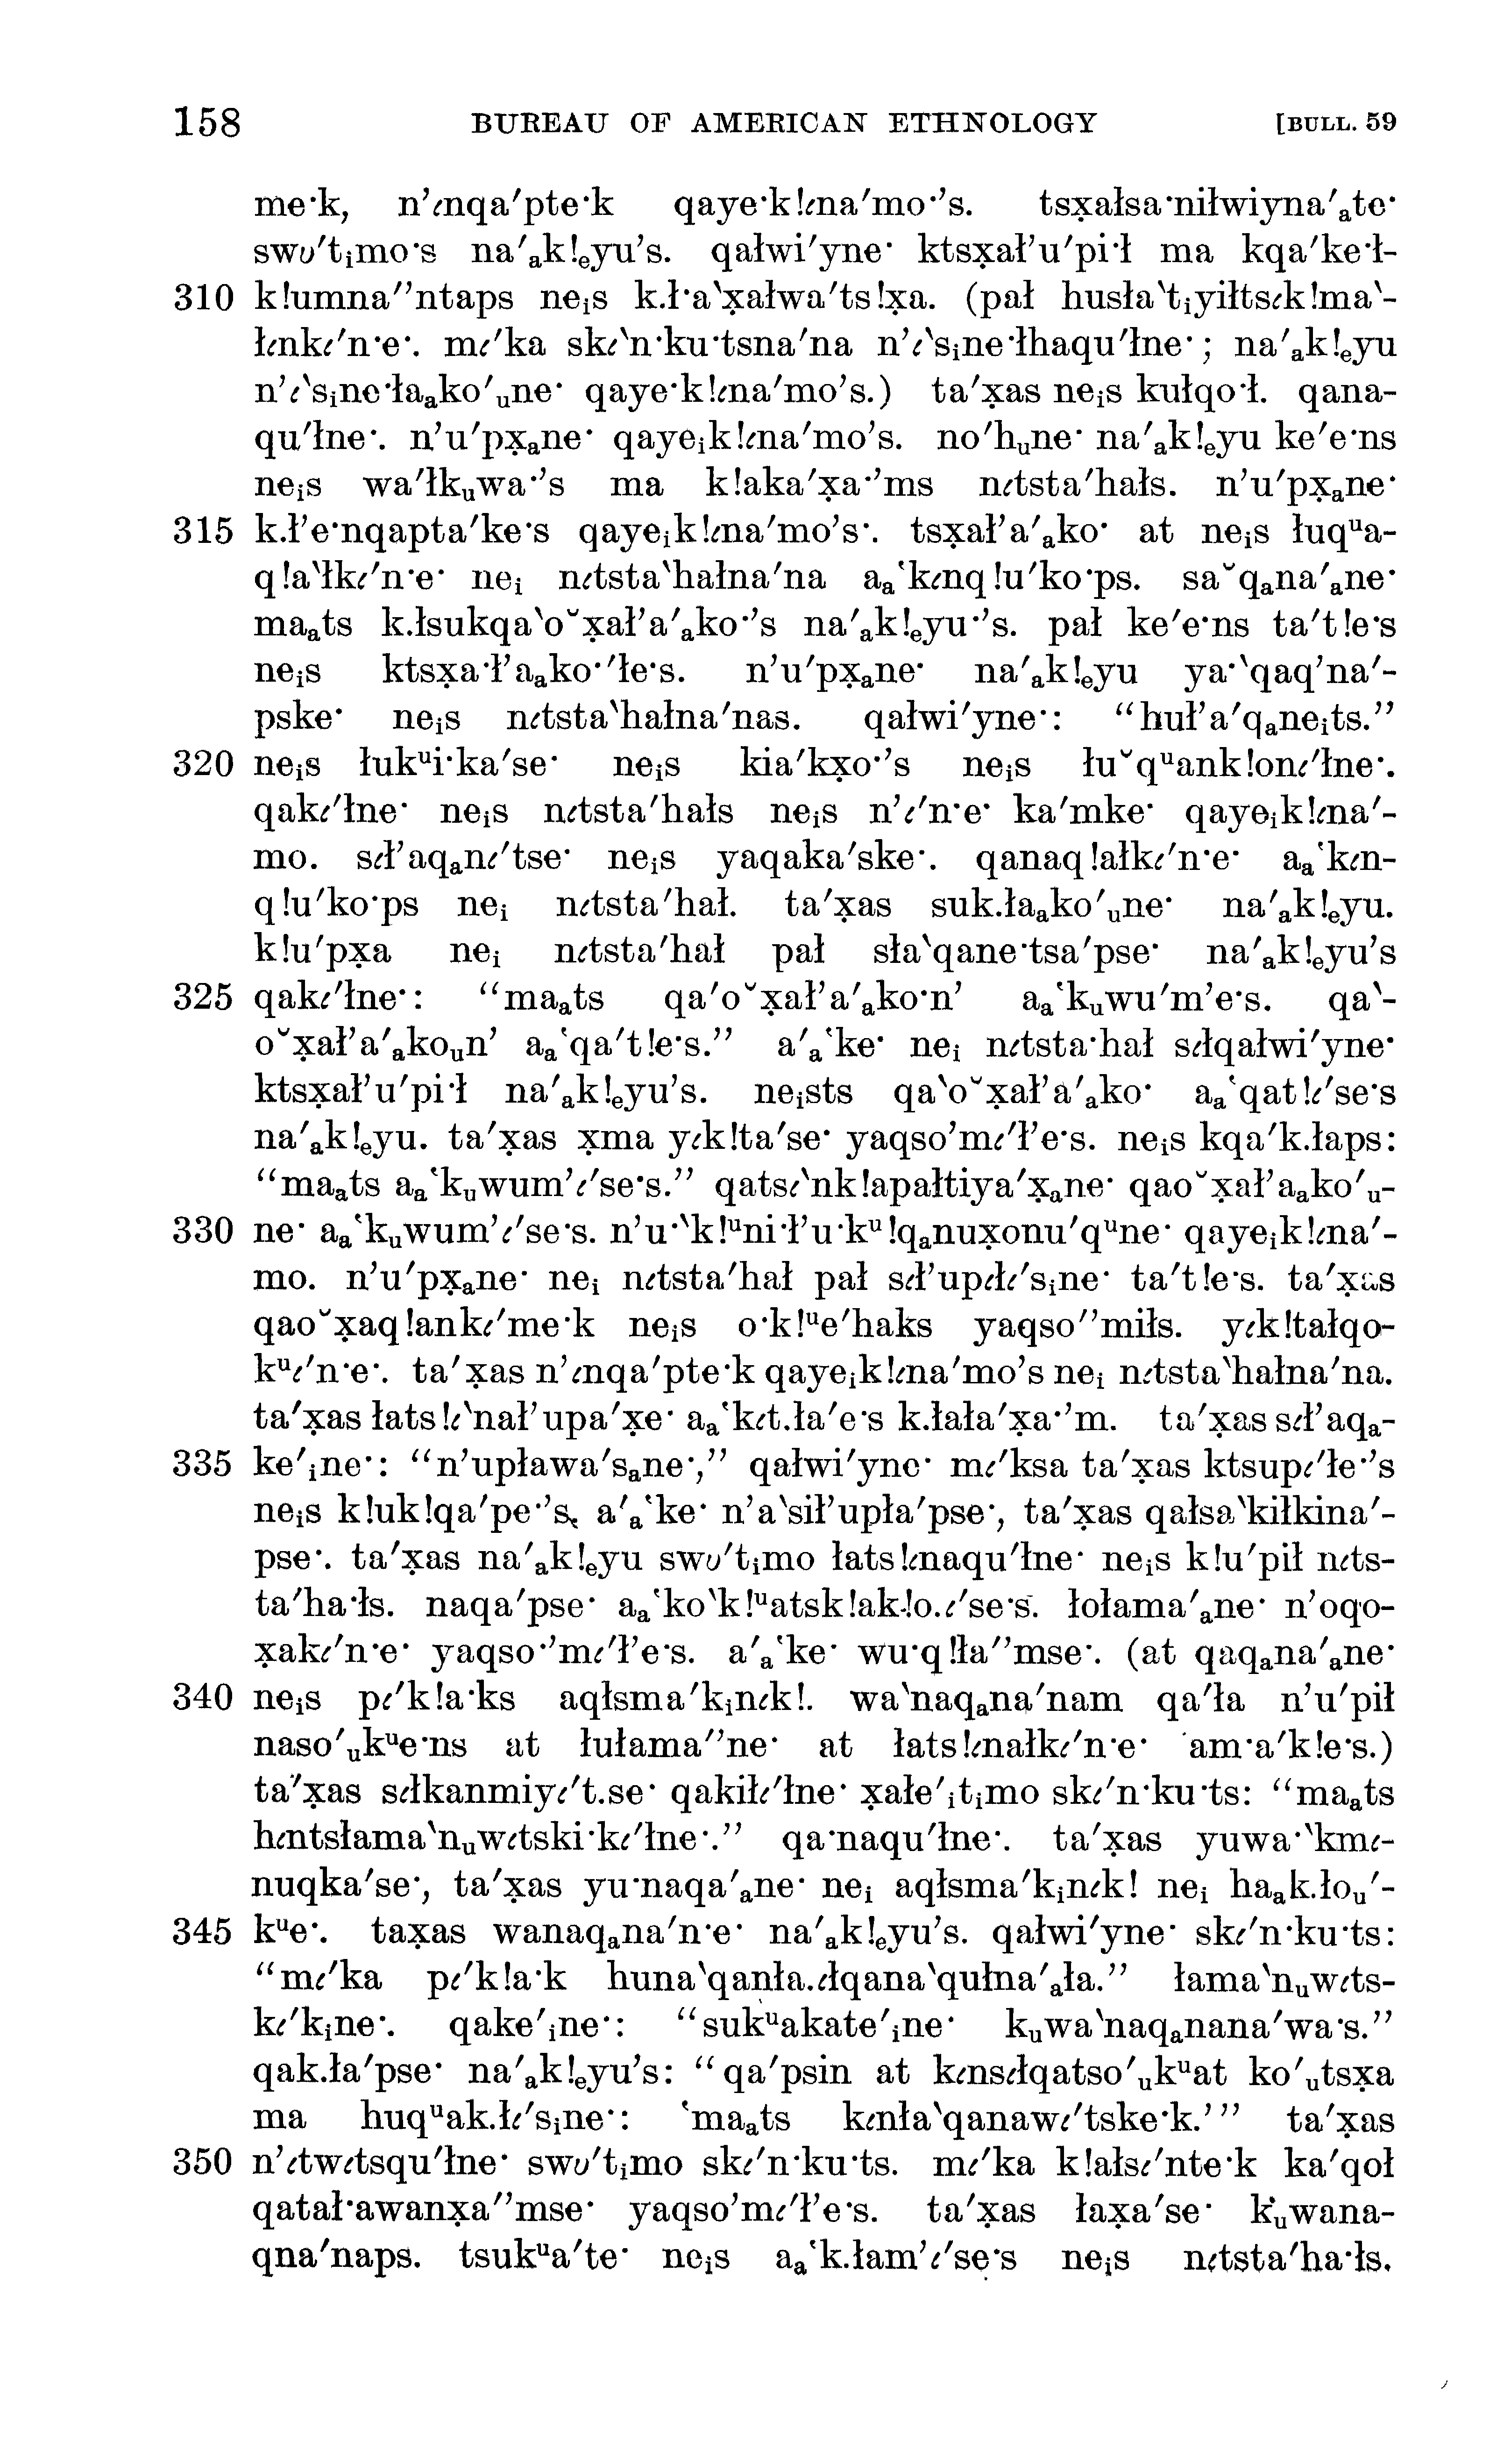 158 BUREAU OF AMERICAN ETHNOLOGY [BULL. 59
me·k, n’ɩnqa′pte·k qaye·k!ɩna′mo·’s. tsx̣ałsa·niłwiyna′ₐte·
swʋ′tᵢmo·s na′ₐk!ₑyu’s. qałwi′yne· ktsx̣ał’u′pi·ł ma kqa′ke·ł-
310 k!umna″ntaps neᵢs k.ł·a‵x̣ałwa′ts!x̣a. (pał husła‵tᵢyiłtsɩk!ma‵-
łɩnkɩ′n·e·. mɩ′ka skɩ‵n·ku·tsna′na n’ɩ‵sᵢne·łhaqu′łne·; na′ₐk!ₑyu
n’ɩ‵sᵢne·łaₐko′ᵤne· qaye·k!ɩna′mo’s.) ta′x̣as neᵢs kułqo·ł. qana-
qu′łne·. n’u′px̣ₐne· qayeᵢk!ɩna′mo’s. no′hᵤne· na′ₐk!ₑyu ke′e·ns
neᵢs wa′łkᵤwa·’s ma k!aka′x̣a·’ms nɩtsta′hałs. n’u′px̣ₐne·
315 k.ł’e·nqapta′ke·s qayeᵢk!ɩna′mo’s·. tsx̣ał’a′ₐko· at neᵢs łuqᵘa-
q!a‵łkɩ′n·e· neᵢ nɩtsta‵hałna′na aₐ‛kɩnq!u′ko·ps. sa˘qₐna′ₐne·
maₐts k.łsukqa‵o˘x̣ał’a′ₐko·’s na′ₐk!ₑyu·’s. pał ke′e·ns ta′t!e·s
neᵢs ktsx̣a·ł’aₐko·′łe·s. n’u′px̣ₐne· na′ₐk!ₑyu ya·‵qaq’na′-
pske· neᵢs nɩtsta‵hałna′nas. qałwi′yne·: “huł’a′qₐneᵢts.”
320 neᵢs łukᵘi·ka′se· neᵢs kia′kx̣o·’s neᵢs łu˘qᵘank!onɩ′łne·.
qakɩ′łne· neᵢs nɩtsta′hałs neᵢs n’ɩ′n·e· ka′mke· qayeᵢk!ɩna′-
mo. sɩł’aqₐnɩ′tse· neᵢs yaqaka′ske·. qanaq!ałkɩ′n·e· aₐ‛kɩn-
q!u′ko·ps neᵢ nɩtsta′hał. ta′x̣as suk.łaₐko′ᵤne· na′ₐk!ₑyu.
k!u′px̣a neᵢ nɩtsta′hał pał sła‵qane·tsa′pse· na′ₐk!ₑyu’s
325 qakɩ′łne·: “maₐts qa′o˘x̣ał’a′ₐko·n’ aₐ‛kᵤwu′m’e·s. qa‵-
o˘x̣ał’a′ₐkoᵤn’ aₐ‛qa′t!e·s.” a′ₐ‛ke· neᵢ nɩtsta·hał sɩłqałwi′yne·
ktsx̣ał’u′pi·ł na′ₐk!ₑyu’s. neᵢsts qa‵o˘x̣ał’a′ₐko· aₐ‛qat!ɩ′se·s
na′ₐk!ₑyu. ta′x̣as x̣ma yɩk!ta′se· yaqso’mɩ′ł’e·s. neᵢs kqa′k.łaps:
“maₐts aₐ‛kᵤwum’ɩ′se·s.” qatsɩ‵nk!apałtiya′x̣ₐne· qao˘x̣ał’aₐko′ᵤ-
330 ne· aₐ‛kᵤwum’ɩ′se·s. n’u·‵k!ᵘni·ł’u·kᵘ!qₐnux̣onu′qᵘne· qayeᵢk!ɩna′-
mo. n’u′px̣ₐne· neᵢ nɩtsta′hał pał sɩł’upɩłɩ′sᵢne· ta′t!e·s. ta′x̣as
qao˘x̣aq!ankɩ′me·k neᵢs o·k!ᵘe′haks yaqso″miłs. yɩk!tałqo-
kᵘɩ′n·e·. ta′x̣as n’ɩnqa′pte·k qayeᵢk!ɩna′mo’s neᵢ nɩtsta‵hałna′na.
ta′x̣as łats!ɩ‵nał’upa′x̣e· aₐ‛kɩt.ła′e·s k.łała′x̣a·’m. ta′x̣as sɩł’aqₐ-
335 ke′ᵢne·: “n’upława′sₐne·,” qałwi′yne· mɩ′ksa ta′x̣as ktsupɩ′łe·’s
neᵢs k!uk!qa′pe·’s, a′ₐ‛ke· n’a‵sił’upła′pse·, ta′x̣as qałsa‵kiłkina′-
pse·. ta′x̣as na′ₐk!ₑyu swʋ′tᵢmo łats!ɩnaqu′łne· neᵢs k!u′pił nɩts-
ta′ha·łs. naqa′pse· aₐ‛ko‵k!ᵘatsk!ak·!o.ɩ′se·s. łołama′ₐne· n’oqo-
x̣akɩ′n·e· yaqso·’mɩ′ł’e·s. a′ₐ‛ke· wu·q!ła″mse·. (at qaqₐna′ₐne·
340 neᵢs pɩ′k!a·ks aqłsma′kᵢnɩk!. wa‵naqₐna′nam qa′ła n’u′pił
naso′ᵤkᵘe·ns at łułama″ne· at łats!ɩnałkɩ′n·e· am·a′k!e·s.)
ta′x̣as sɩłkanmiyɩ′t.se· qakiłɩ′łne· x̣ałe′ᵢtᵢmo skɩ′n·ku·ts: “maₐts
hɩntsłama‵nᵤwɩtski·kɩ′łne·.” qa·naqu′łne·. ta′x̣as yuwa·‵kmɩ-
nuqka′se·, ta′x̣as yu·naqa′ₐne· neᵢ aqłsma′kᵢnɩk! neᵢ haₐk.łoᵤ′-
345 kᵘe·. taxas wanaqₐna′n·e· na′ₐk!ₑyu’s. qałwi′yne· skɩ′n·ku·ts:
“mɩ′ka pɩ′k!a·k huna‵qanła.ɩłqana‵qułna′ₐła.” łama‵nᵤwɩts-
kɩ′kᵢne·. qake′ᵢne·: “sukᵘakate′ᵢne· kᵤwa‵naqₐnana′wa·s.”
qak.ła′pse· na′ₐk!ₑyu’s: “qa′psin at kɩnsɩłqatso′ᵤkᵘat ko′ᵤtsx̣a
ma huqᵘak.łɩ′sᵢne·: ‘maₐts kɩnła‵qanawɩ′tske·k.’” ta′x̣as
350 n’ɩtwɩtsqu′łne· swʋ′tᵢmo skɩ′n·ku·ts. mɩ′ka k!ałsɩ′nte·k ka′qoł
qatał·awanx̣a″mse· yaqso’mɩ′ł’e·s. ta′x̣as łax̣a′se· kᵤwana-
qna′naps. tsukᵘa′te· neᵢs aₐ‛k.łam’ɩ′se·s neᵢs nɩtsta′ha·łs.